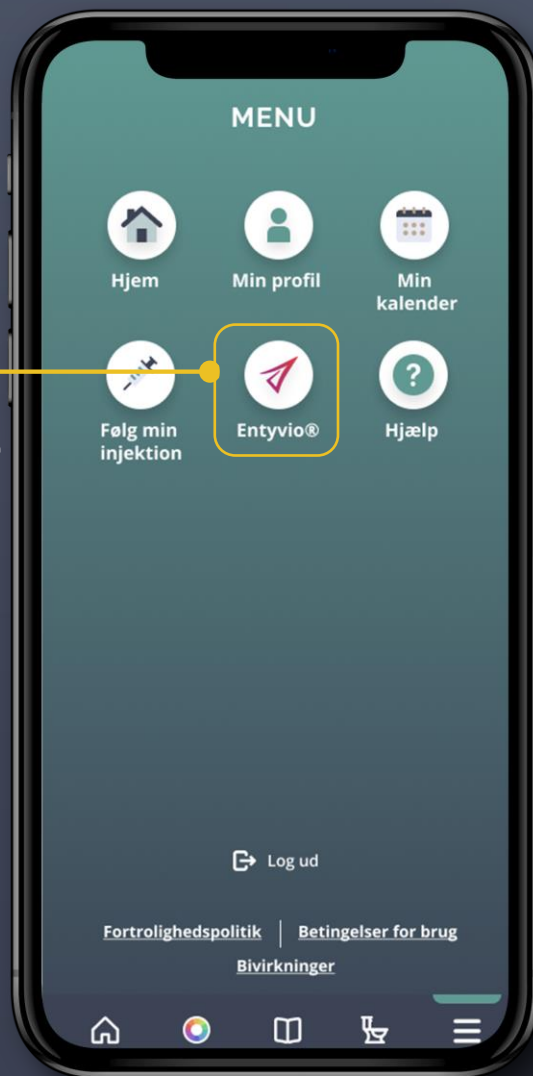 MENU
Hjem
Min profil
Min
kalender
Følg min
injektion
Entyvio®
Hjælp
Log ud
Fortrolighedspolitik
Betingelser for brug
Bivirkninger